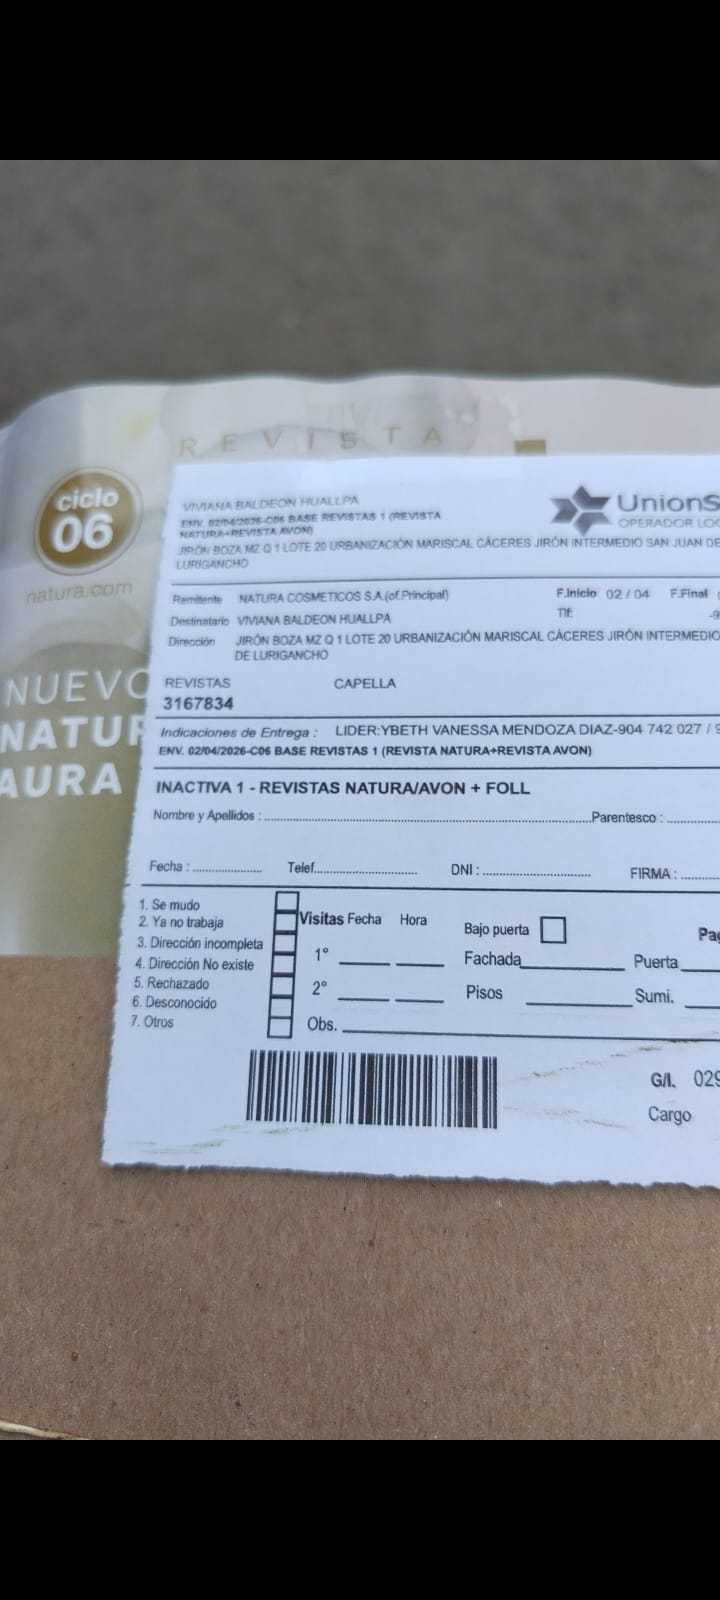 REVISTA
ciclo
06
natura.com
NUEVO
NATUR
AURA
VIVIANA BALDEON HUALLPA
ENV. 02/04/2026-C06 BASE REVISTAS 1 (REVISTA
NATURA+REVISTA AVON)
JIRÓN BOZA MZ Q 1 LOTE 20 URBANIZACIÓN MARISCAL CÁCERES JIRÓN INTERMEDIO SAN JUAN DE
LURIGANCHO
UnionS
OPERADOR LO
Remitente NATURA COSMETICOS S.A.(of.Principal) F.Inicio 02 / 04 F.Final
Destinatario VIVIANA BALDEON HUALLPA Tlf: -9
Dirección JIRÓN BOZA MZ Q 1 LOTE 20 URBANIZACIÓN MARISCAL CÁCERES JIRÓN INTERMEDIO
DE LURIGANCHO
REVISTAS CAPELLA
3167834
Indicaciones de Entrega : LIDER:YBETH VANESSA MENDOZA DIAZ-904 742 027 / 9
ENV. 02/04/2026-C06 BASE REVISTAS 1 (REVISTA NATURA+REVISTA AVON)
INACTIVA 1 - REVISTAS NATURA/AVON + FOLL
Nombre y Apellidos : Parentesco :
Fecha : Telef. DNI : FIRMA :
1. Se mudo
2. Ya no trabaja
3. Dirección incompleta
4. Dirección No existe
5. Rechazado
6. Desconocido
7. Otros
Visitas Fecha Hora
1°
2°
Obs.
Bajo puerta
Fachada Puerta
Pisos Sumi.
Pag
G/I. 029
Cargo